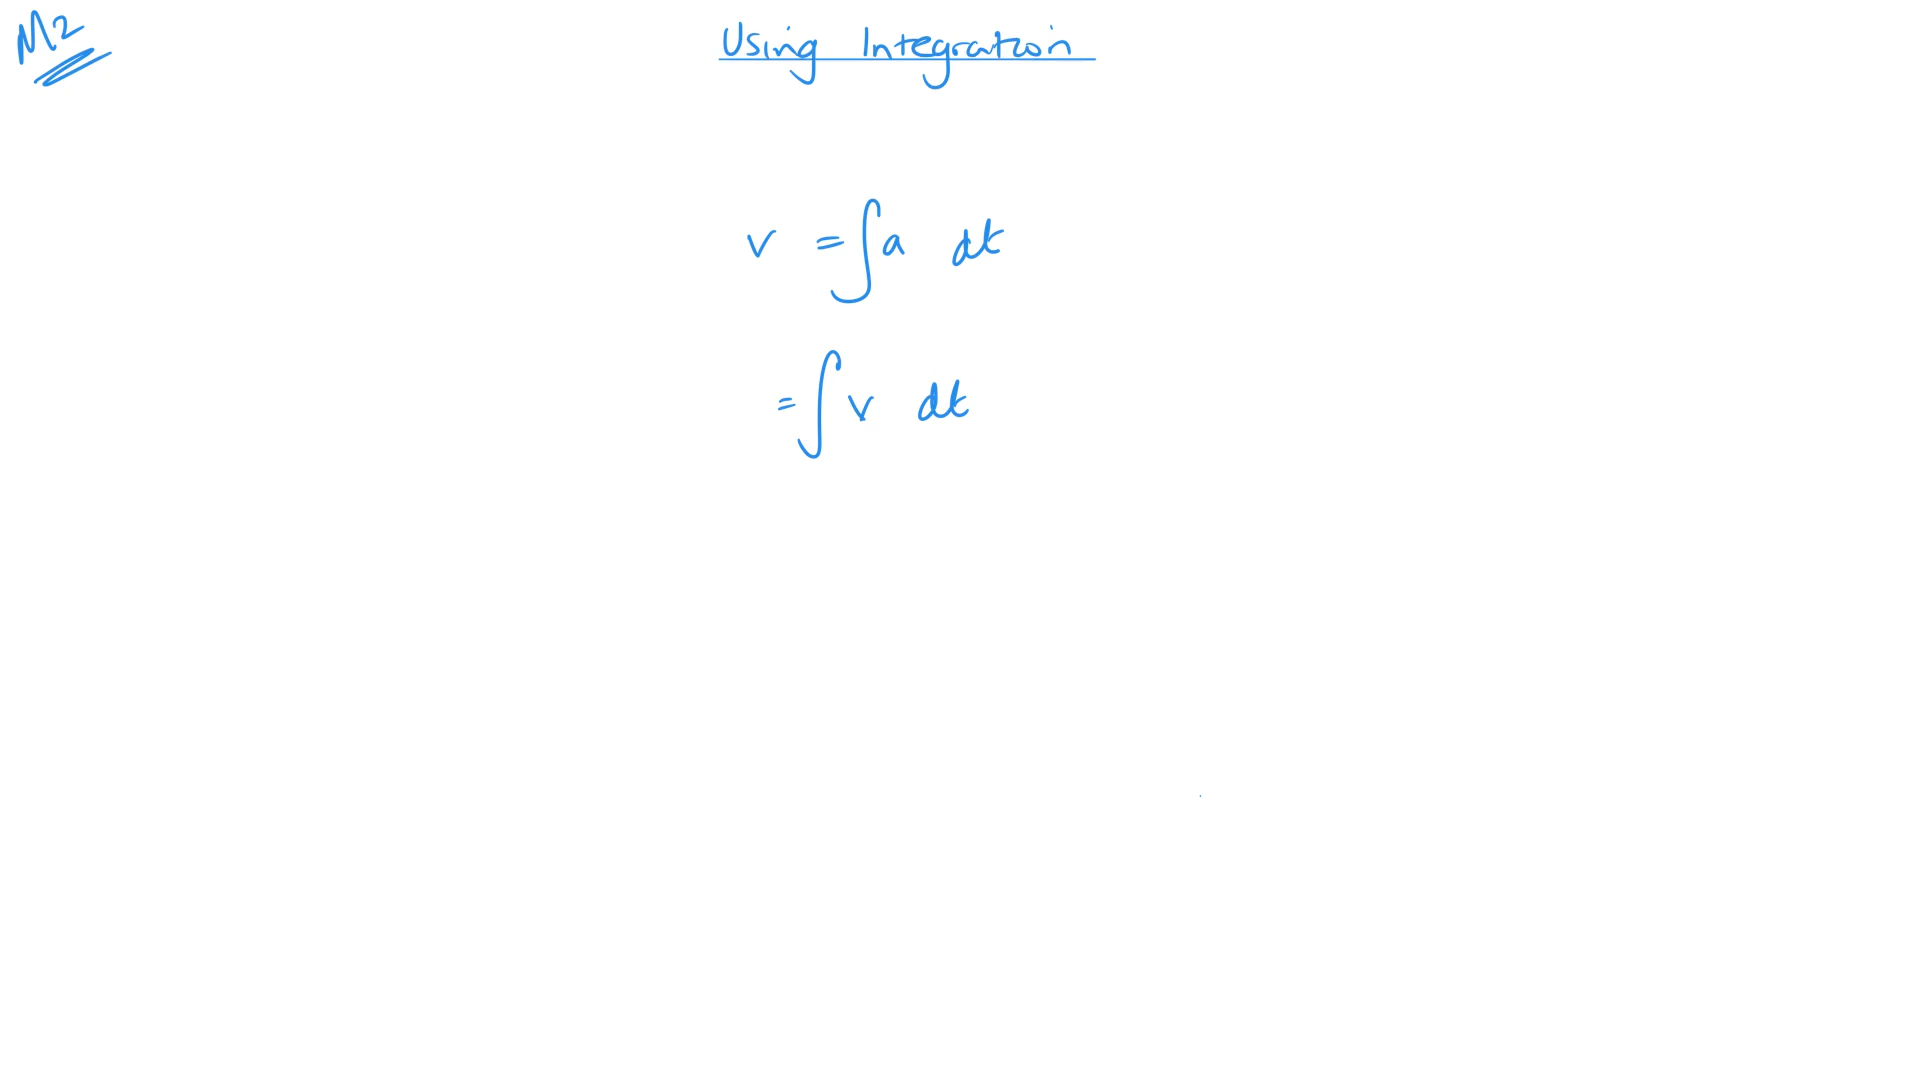 M2
Using Integration
v = ∫ a dt
= ∫ v dt